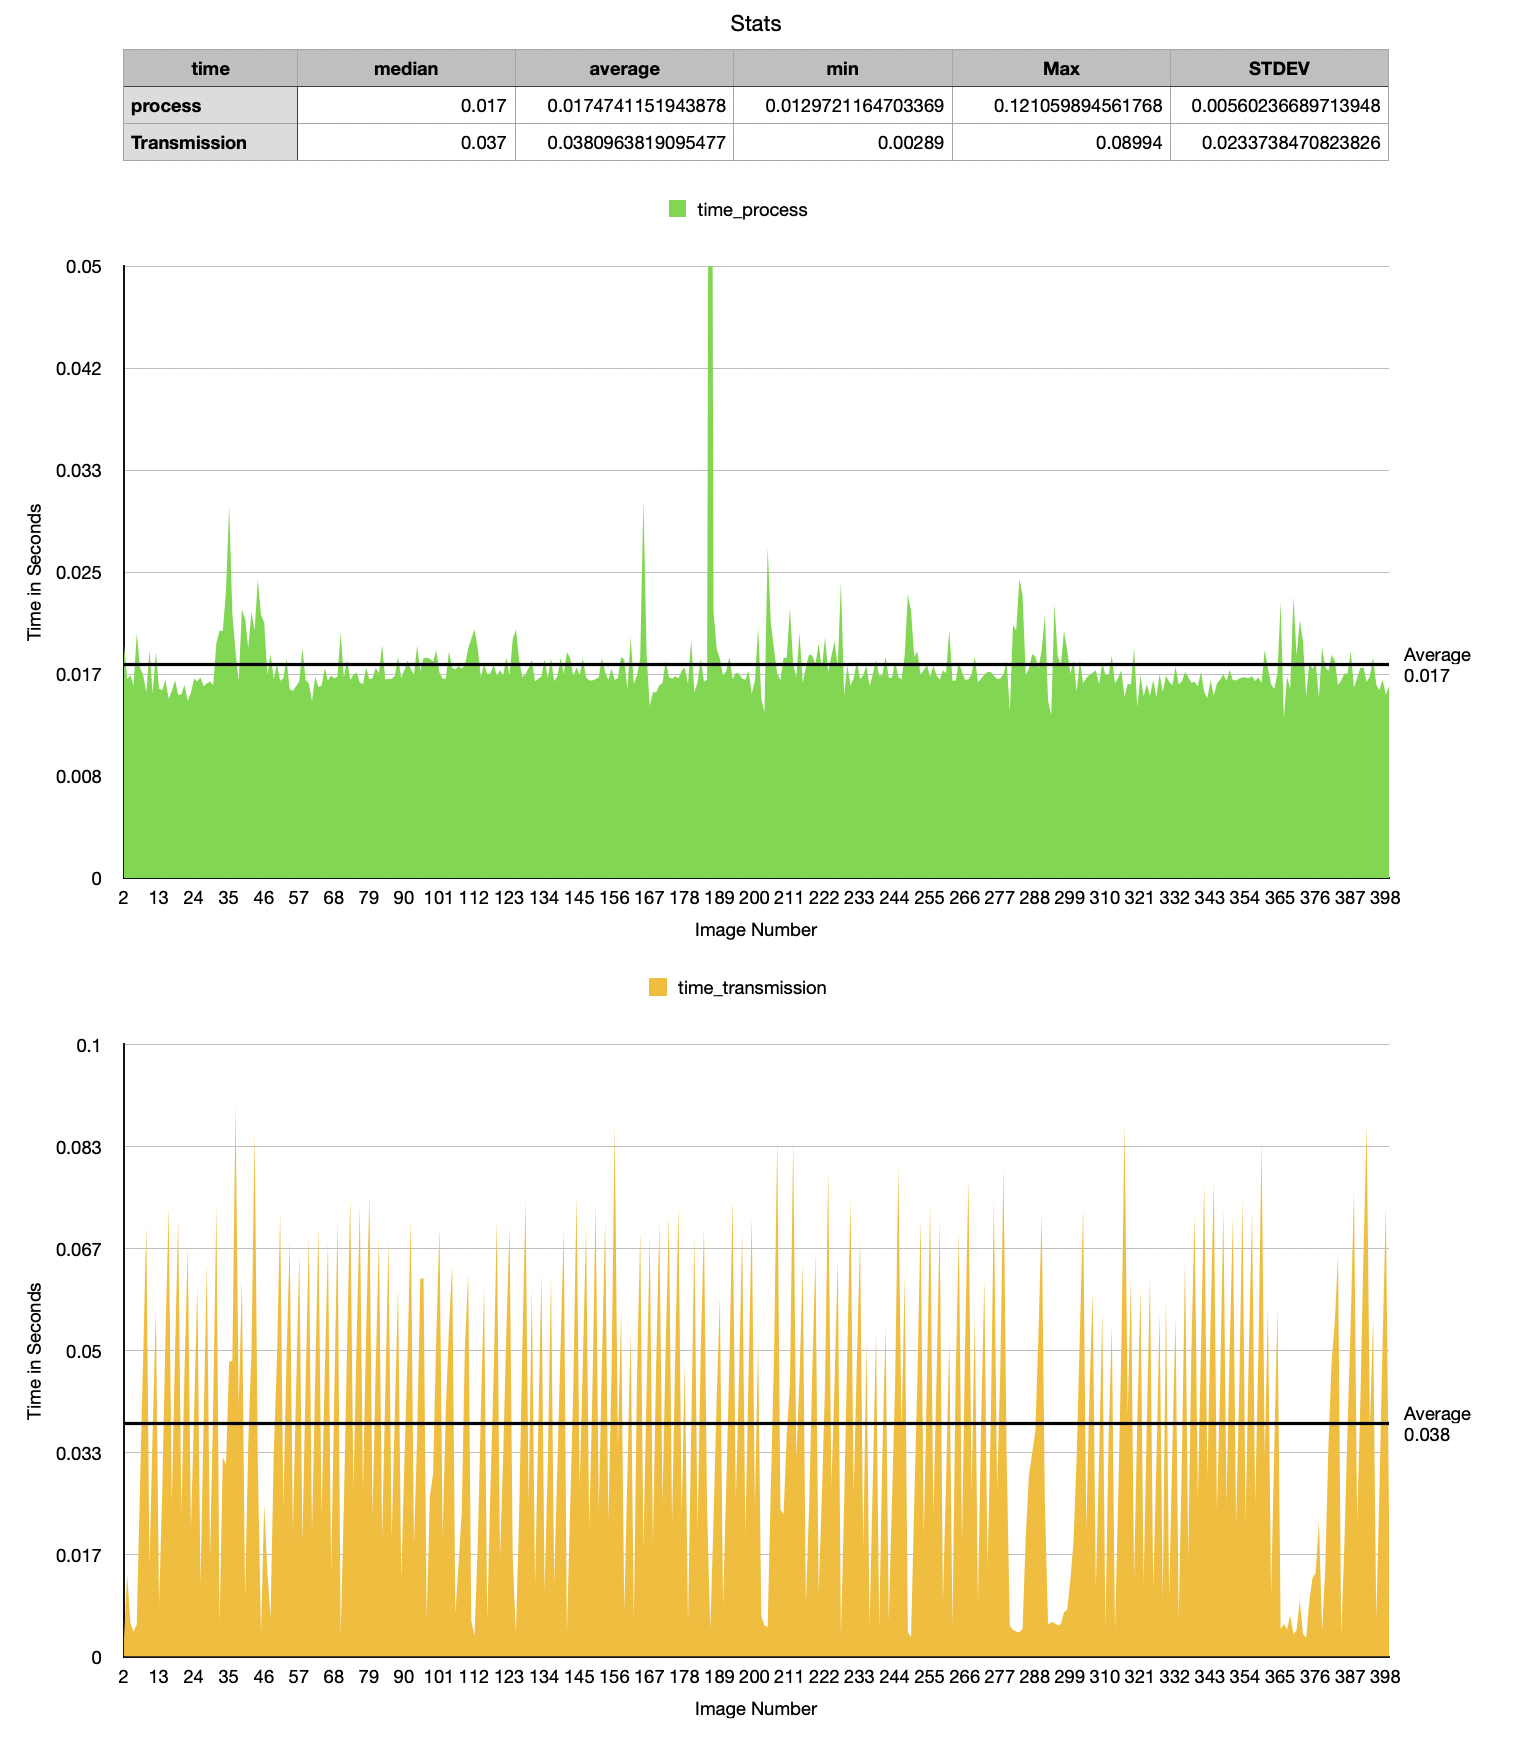 Stats
time median average min Max STDEV
process 0.017 0.0174741151943878 0.0129721164703369 0.121059894561768 0.00560236689713948
Transmission 0.037 0.0380963819095477 0.00289 0.08994 0.0233738470823826
time_process
Time in Seconds
0.05
0.042
0.033
0.025
0.017
0.008
0
Average
0.017
2 13 24 35 46 57 68 79 90 101 112 123 134 145 156 167 178 189 200 211 222 233 244 255 266 277 288 299 310 321 332 343 354 365 376 387 398
Image Number
time_transmission
Time in Seconds
0.1
0.083
0.067
0.05
0.033
0.017
0
Average
0.038
2 13 24 35 46 57 68 79 90 101 112 123 134 145 156 167 178 189 200 211 222 233 244 255 266 277 288 299 310 321 332 343 354 365 376 387 398
Image Number